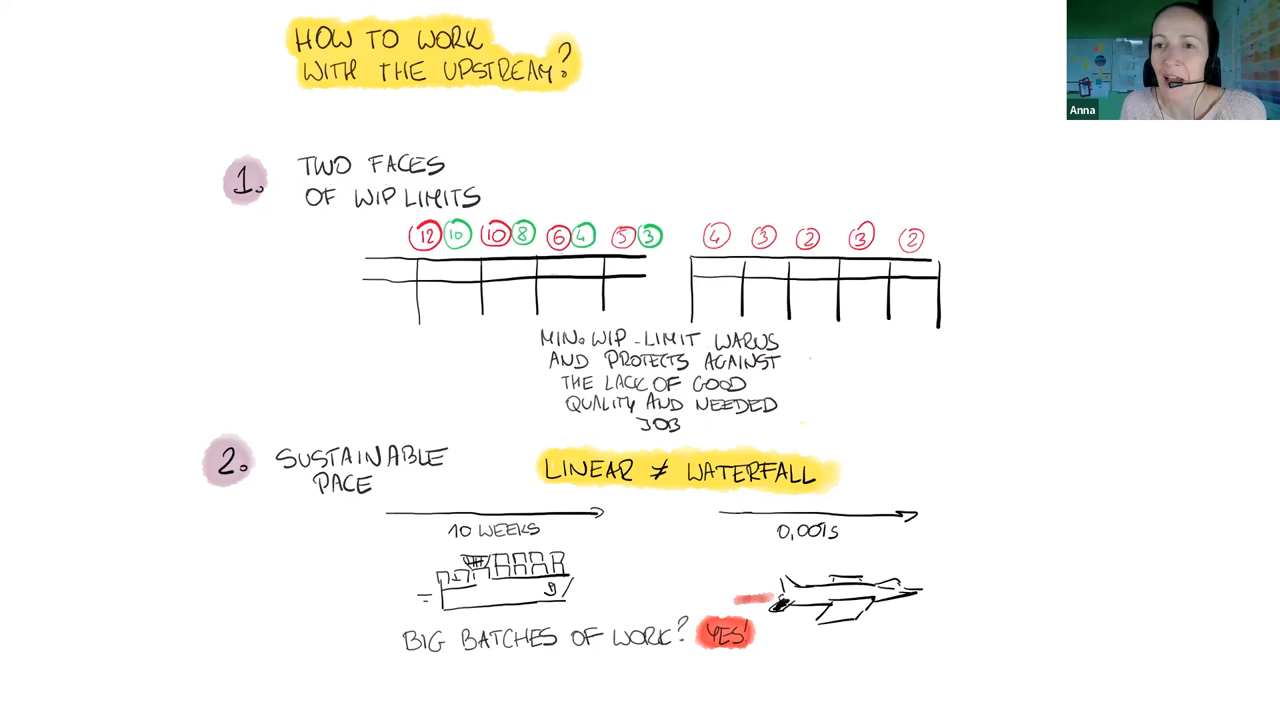 HOW TO WORK
WITH THE UPSTREAM?
Anna
1. TWO FACES
OF WIP LIMITS
12 10 10 8 6 4 5 3 4 3 2 3 2
MIN. WIP-LIMIT WARNS
AND PROTECTS AGAINST
THE LACK OF GOOD
QUALITY AND NEEDED
JOB
2. SUSTAINABLE
PACE
LINEAR ≠ WATERFALL
10 WEEKS
0,001s
BIG BATCHES OF WORK? YES!